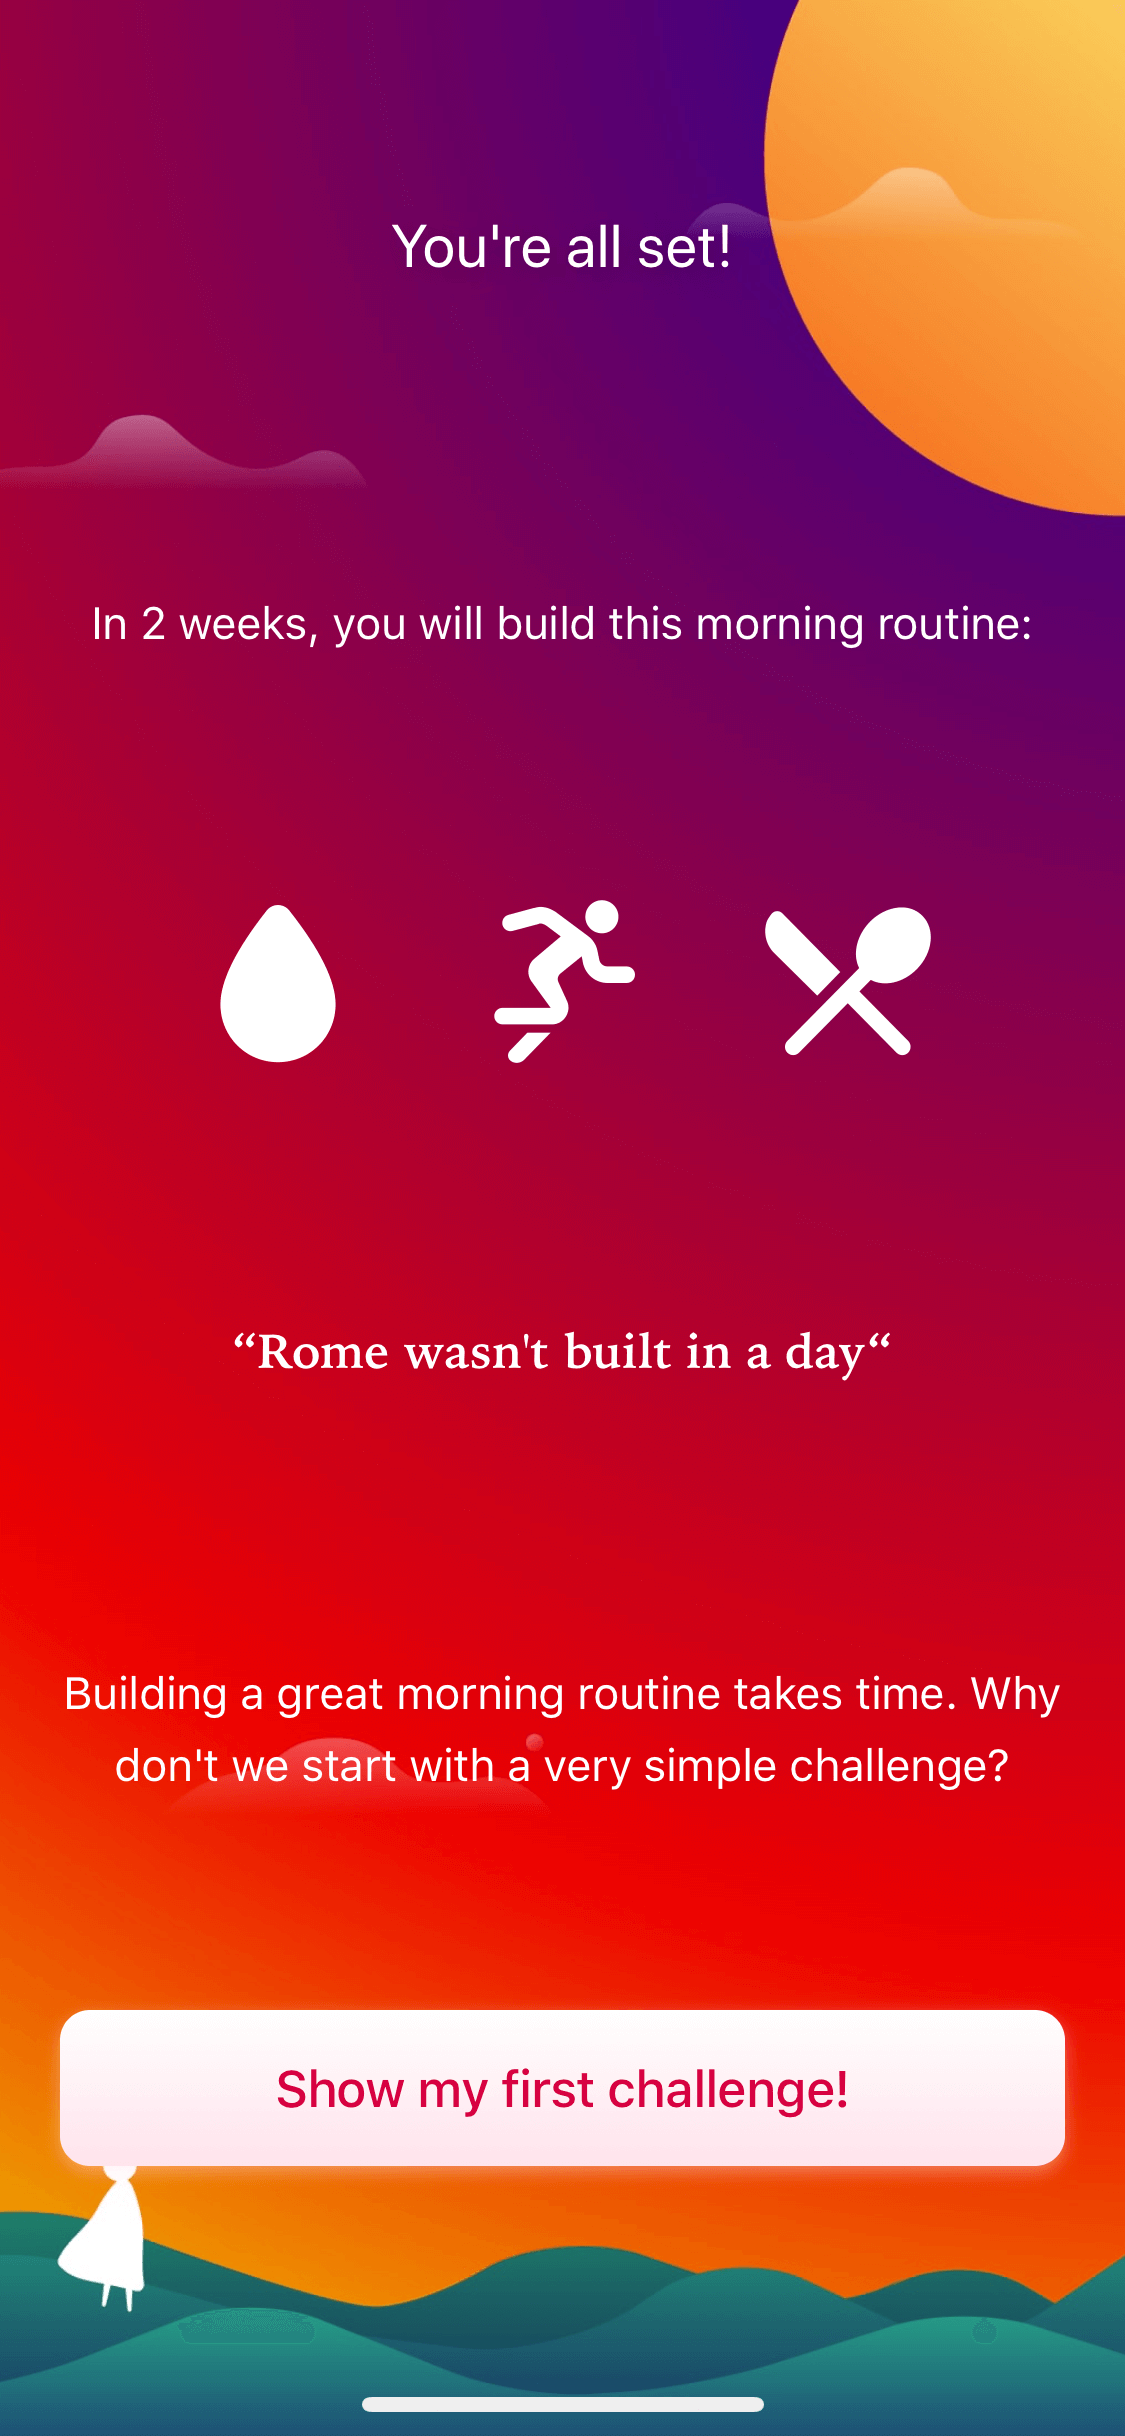 You're all set!
In 2 weeks, you will build this morning routine:
“Rome wasn't built in a day“
Building a great morning routine takes time. Why
don't we start with a very simple challenge?
Show my first challenge!